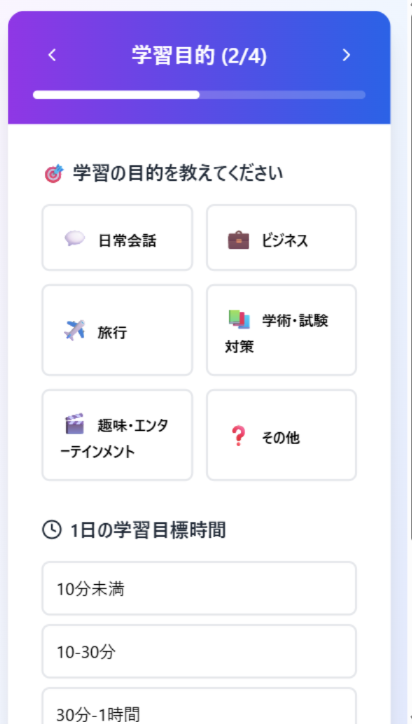 学習目的 (2/4)
学習の目的を教えてください
日常会話
ビジネス
旅行
学術・試験
対策
趣味・エンタ
ーテインメント
その他
1日の学習目標時間
10分未満
10-30分
30分-1時間